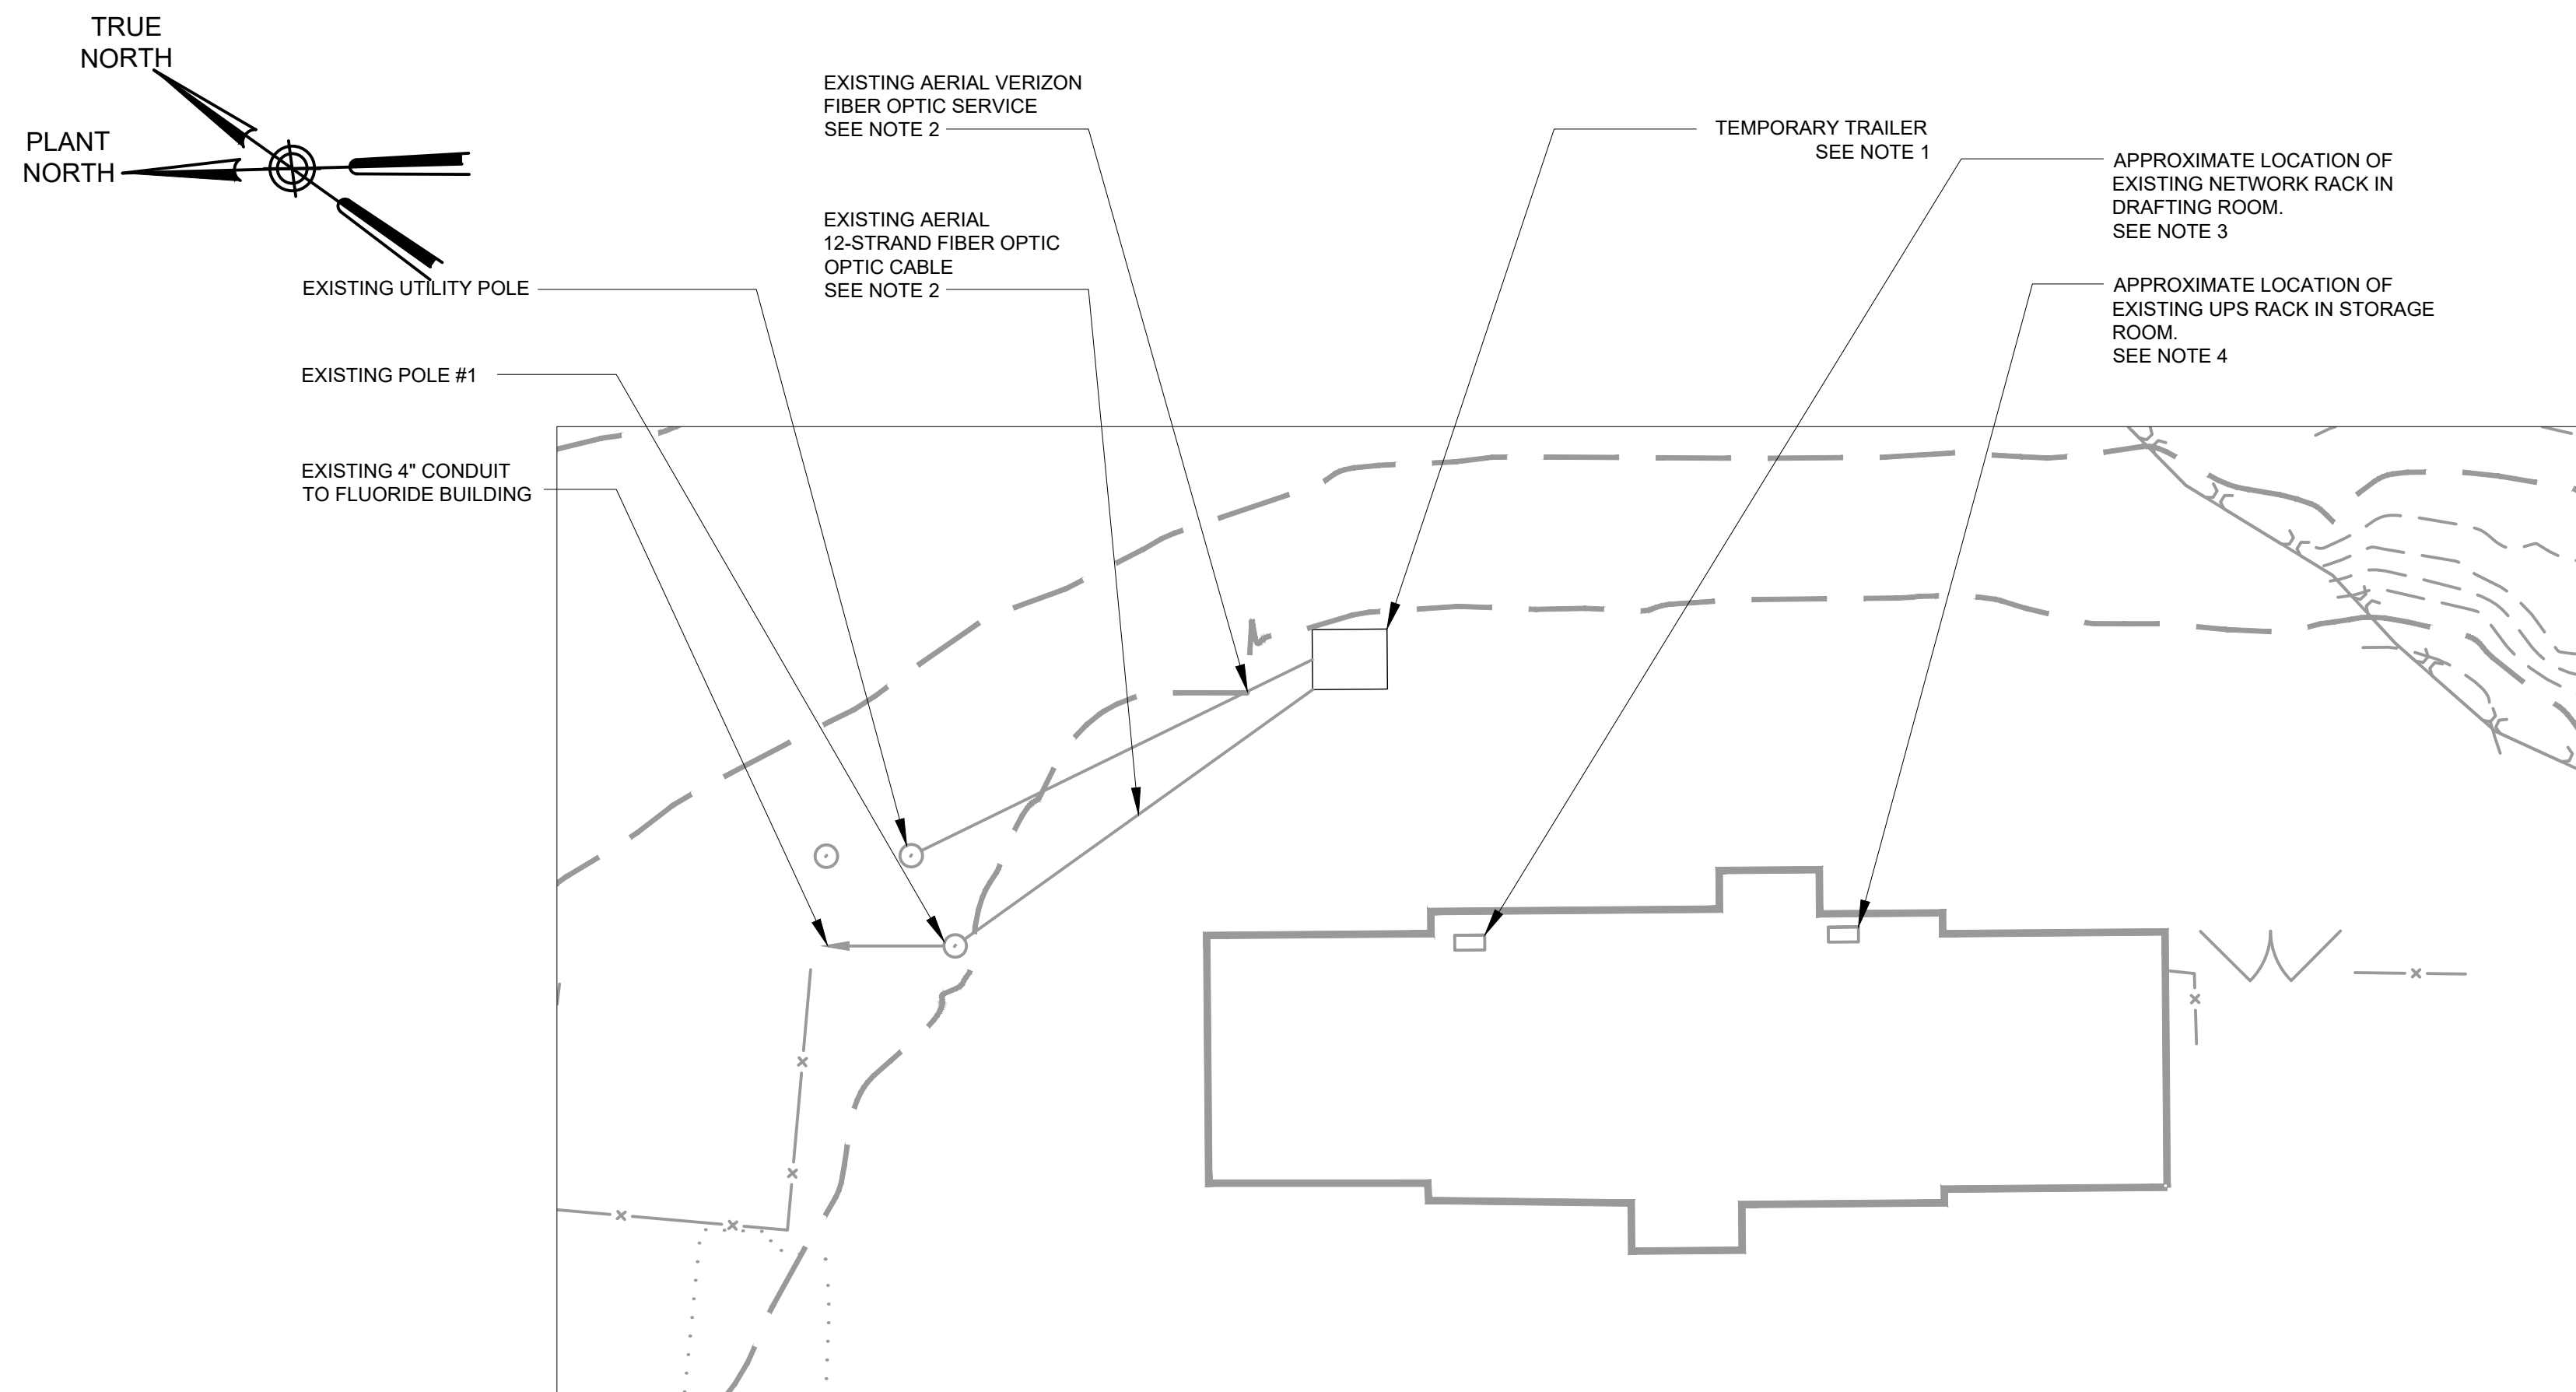 TRUE
NORTH
PLANT
NORTH
EXISTING AERIAL VERIZON
FIBER OPTIC SERVICE
SEE NOTE 2
EXISTING AERIAL
12-STRAND FIBER OPTIC
OPTIC CABLE
SEE NOTE 2
EXISTING UTILITY POLE
EXISTING POLE #1
EXISTING 4" CONDUIT
TO FLUORIDE BUILDING
TEMPORARY TRAILER
SEE NOTE 1
APPROXIMATE LOCATION OF
EXISTING NETWORK RACK IN
DRAFTING ROOM.
SEE NOTE 3
APPROXIMATE LOCATION OF
EXISTING UPS RACK IN STORAGE
ROOM.
SEE NOTE 4